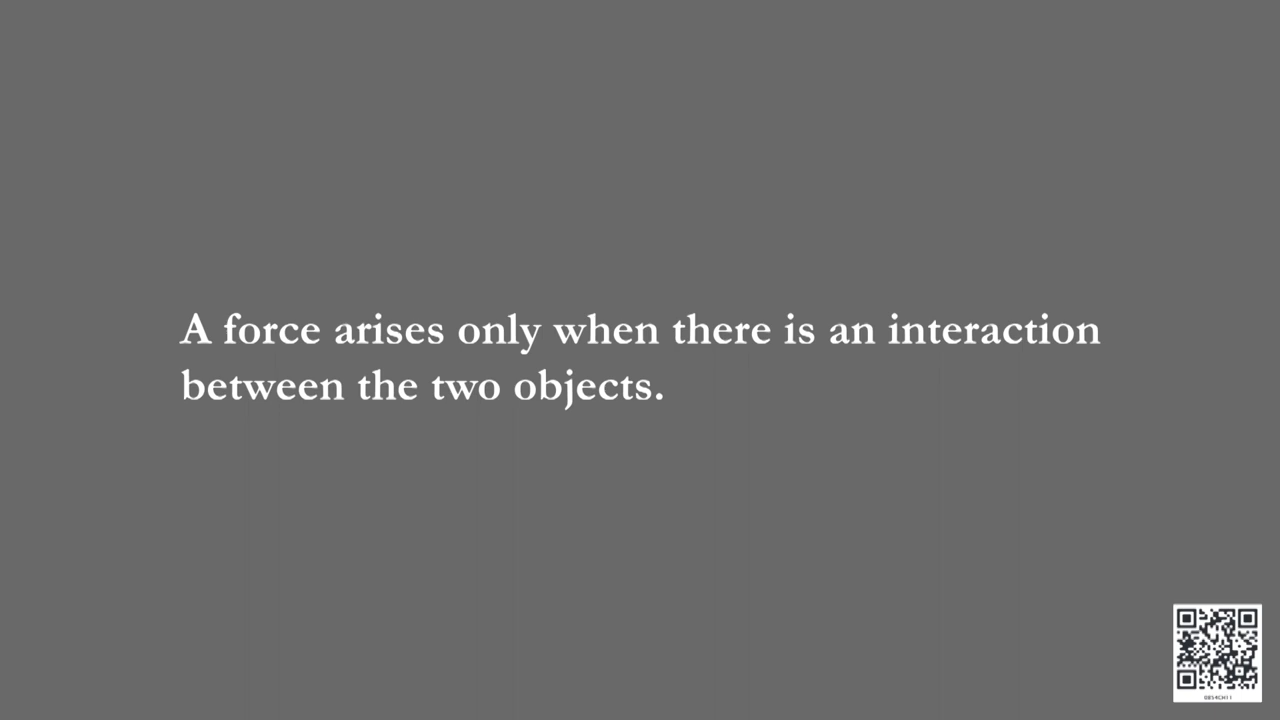 A force arises only when there is an interaction
between the two objects.